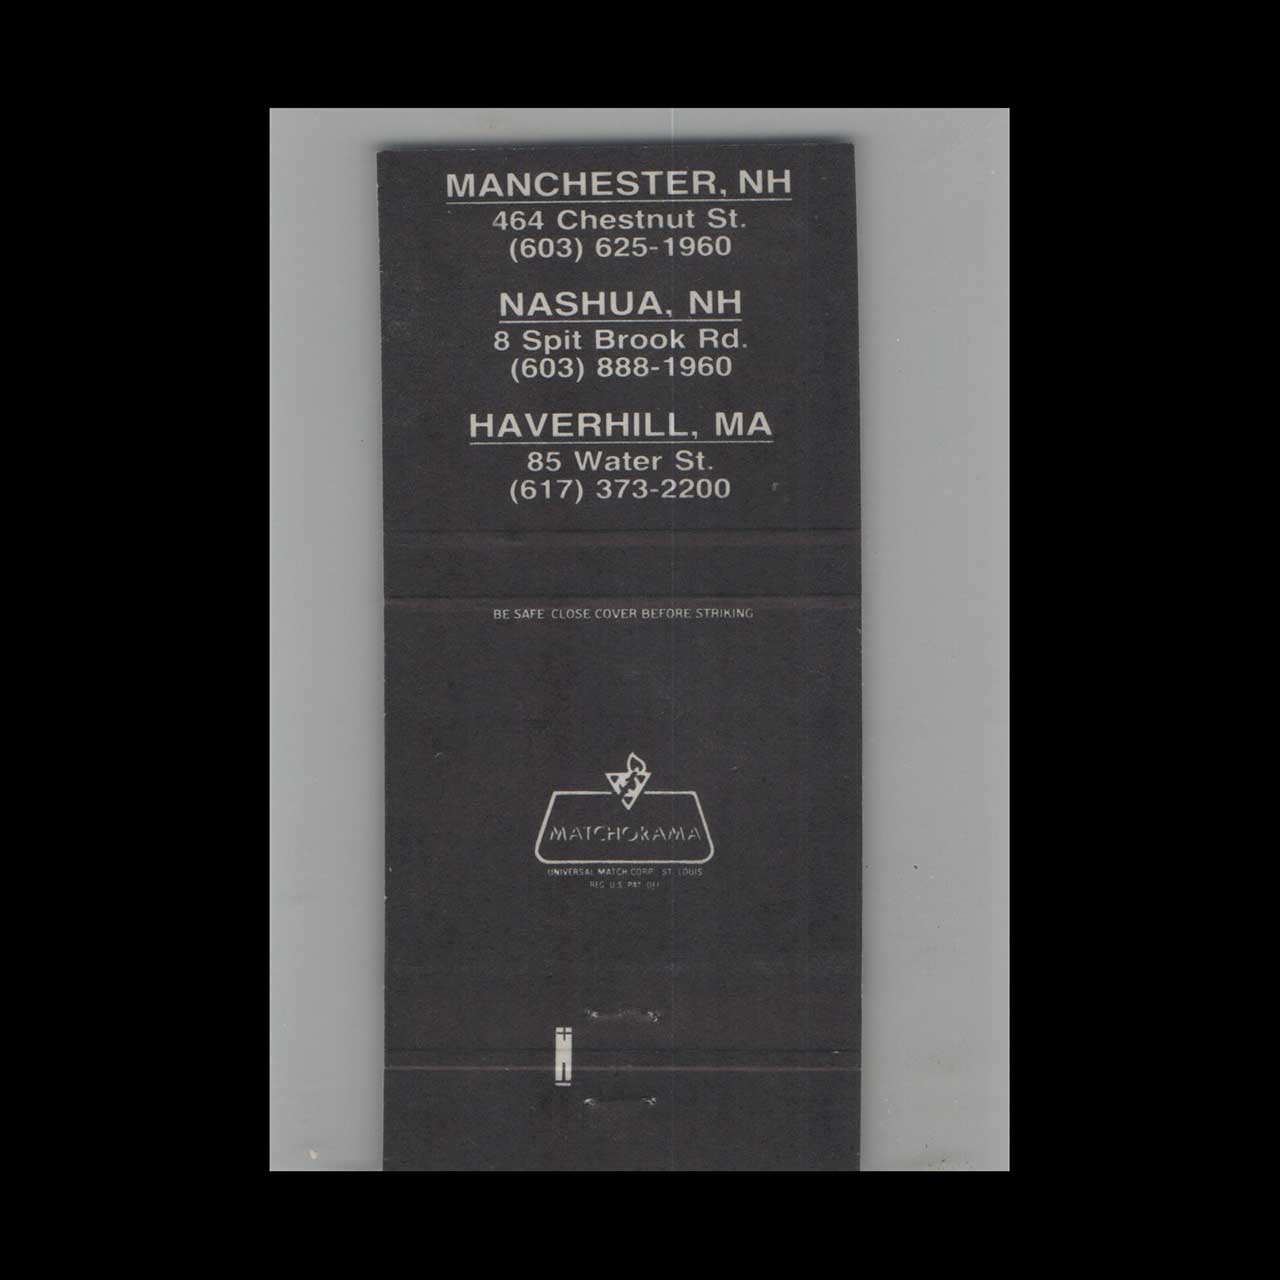 MANCHESTER, NH
464 Chestnut St.
(603) 625-1960
NASHUA, NH
8 Spit Brook Rd.
(603) 888-1960
HAVERHILL, MA
85 Water St.
(617) 373-2200
BE SAFE CLOSE COVER BEFORE STRIKING
MATCHORAMA
UNIVERSAL MATCH CORP. ST. LOUIS
REG. U.S. PAT. OFF.